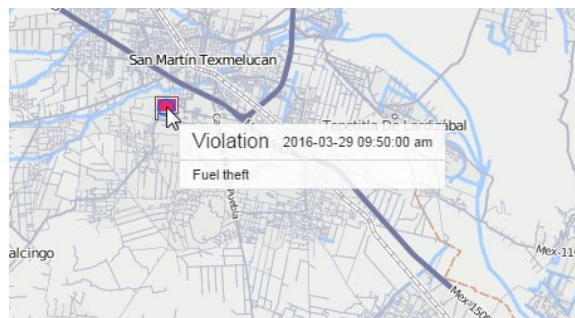 San Martín Texmelucan
Tepetitla De Lardizábal
Violation 2016-03-29 09:50:00 am
Fuel theft
Puebla
alcingo
Mex-11
Mex-150D